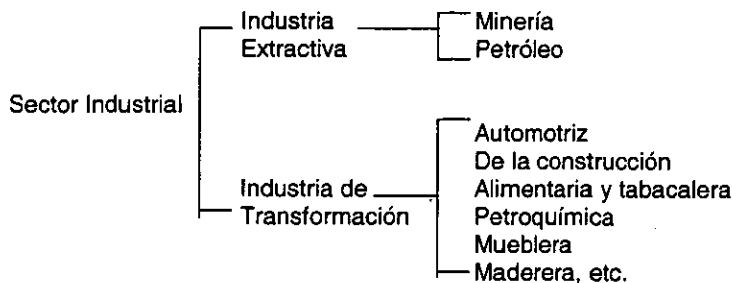 Sector Industrial
Industria
Extractiva
Minería
Petróleo
Industria de
Transformación
Automotriz
De la construcción
Alimentaria y tabacalera
Petroquímica
Mueblera
Maderera, etc.